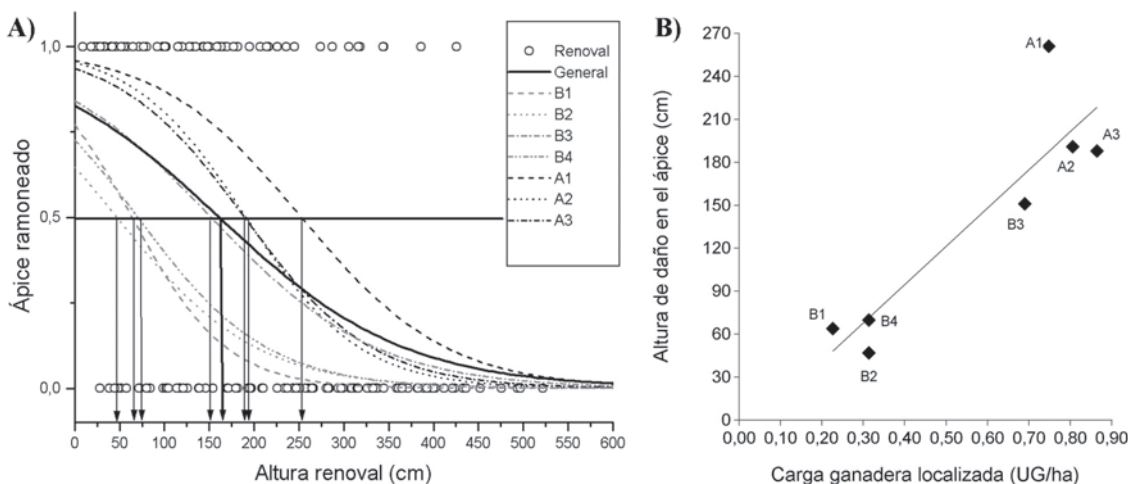 A)
Ápice ramoneado
1,0
0,5
0,0
0 50 100 150 200 250 300 350 400 450 500 550 600
Altura renoval (cm)
Renoval
General
B1
B2
B3
B4
A1
A2
A3
B)
Altura de daño en el ápice (cm)
270
240
210
180
150
120
90
60
30
0
A1
A3
A2
B3
B1
B4
B2
0,00 0,10 0,20 0,30 0,40 0,50 0,60 0,70 0,80 0,90
Carga ganadera localizada (UG/ha)